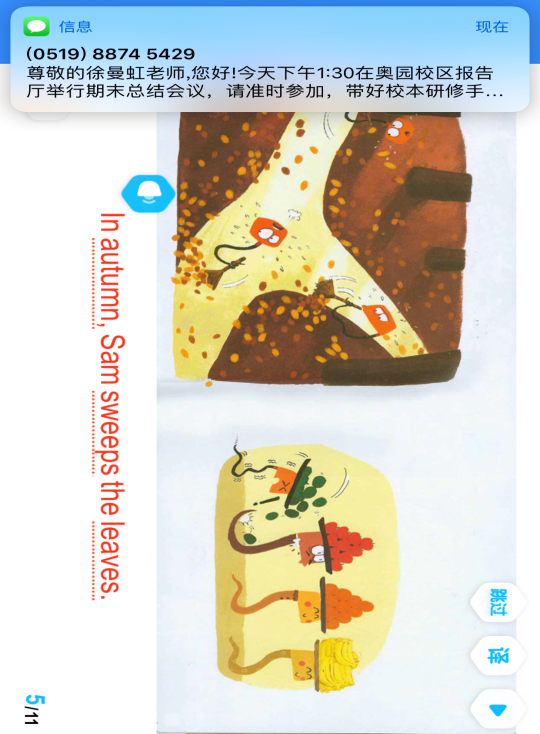 信息
现在
(0519) 8874 5429
尊敬的徐曼虹老师,您好!今天下午1:30在奥园校区报告
厅举行期末总结会议，请准时参加，带好校本研修手...
In autumn, Sam sweeps the leaves.
跳过
译
5/11